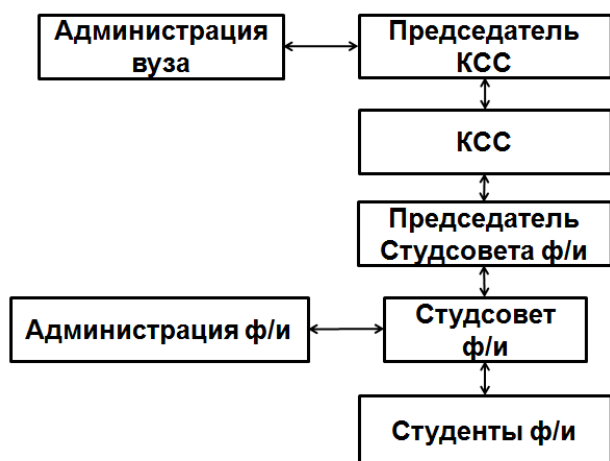 Администрация
вуза
Председатель
КСС
КСС
Председатель
Студсовета ф/и
Администрация ф/и
Студсовет
ф/и
Студенты ф/и